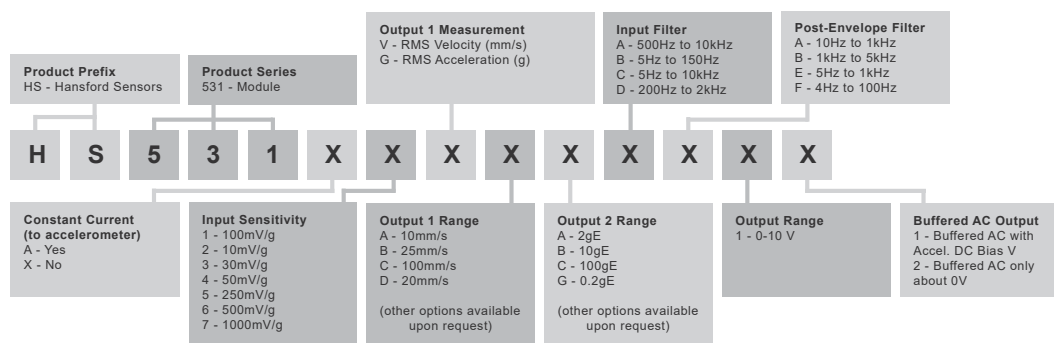 Output 1 Measurement
V - RMS Velocity (mm/s)
G - RMS Acceleration (g)
Input Filter
A - 500Hz to 10kHz
B - 5Hz to 150Hz
C - 5Hz to 10kHz
D - 200Hz to 2kHz
Post-Envelope Filter
A - 10Hz to 1kHz
B - 1kHz to 5kHz
E - 5Hz to 1kHz
F - 4Hz to 100Hz
Product Prefix
HS - Hansford Sensors
Product Series
531 - Module
H S 5 3 1 X X X X X X X X X
Constant Current
(to accelerometer)
A - Yes
X - No
Input Sensitivity
1 - 100mV/g
2 - 10mV/g
3 - 30mV/g
4 - 50mV/g
5 - 250mV/g
6 - 500mV/g
7 - 1000mV/g
Output 1 Range
A - 10mm/s
B - 25mm/s
C - 100mm/s
D - 20mm/s
(other options available
upon request)
Output 2 Range
A - 2gE
B - 10gE
C - 100gE
G - 0.2gE
(other options available
upon request)
Output Range
1 - 0-10 V
Buffered AC Output
1 - Buffered AC with
Accel. DC Bias V
2 - Buffered AC only
about 0V